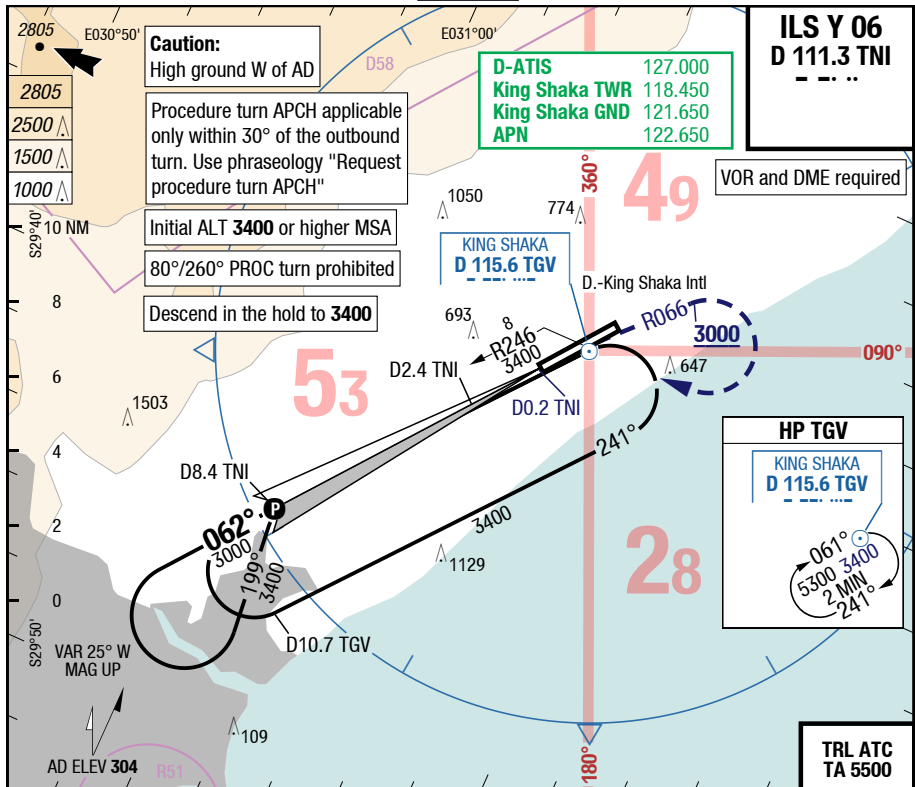 2805
E030°50'
E031°00'
Caution:
High ground W of AD
D58
D-ATIS 127.000
King Shaka TWR 118.450
King Shaka GND 121.650
APN 122.650
ILS Y 06
D 111.3 TNI
2805
2500
1500
1000
Procedure turn APCH applicable
only within 30° of the outbound
turn. Use phraseology "Request
procedure turn APCH"
VOR and DME required
360°
49
1050
774
S29°40'
10 NM
Initial ALT 3400 or higher MSA
KING SHAKA
D 115.6 TGV
80°/260° PROC turn prohibited
D.-King Shaka Intl
8
Descend in the hold to 3400
693
8
R246
3400
R066
3000
090°
6
53
D2.4 TNI
647
D0.2 TNI
1503
4
241°
HP TGV
KING SHAKA
D 115.6 TGV
D8.4 TNI
P
2
062°
3000
3400
199°
3400
1129
28
061°
5300 3400
2 MIN
241°
0
D10.7 TGV
S29°50'
VAR 25° W
MAG UP
109
AD ELEV 304
R51
180°
TRL ATC
TA 5500